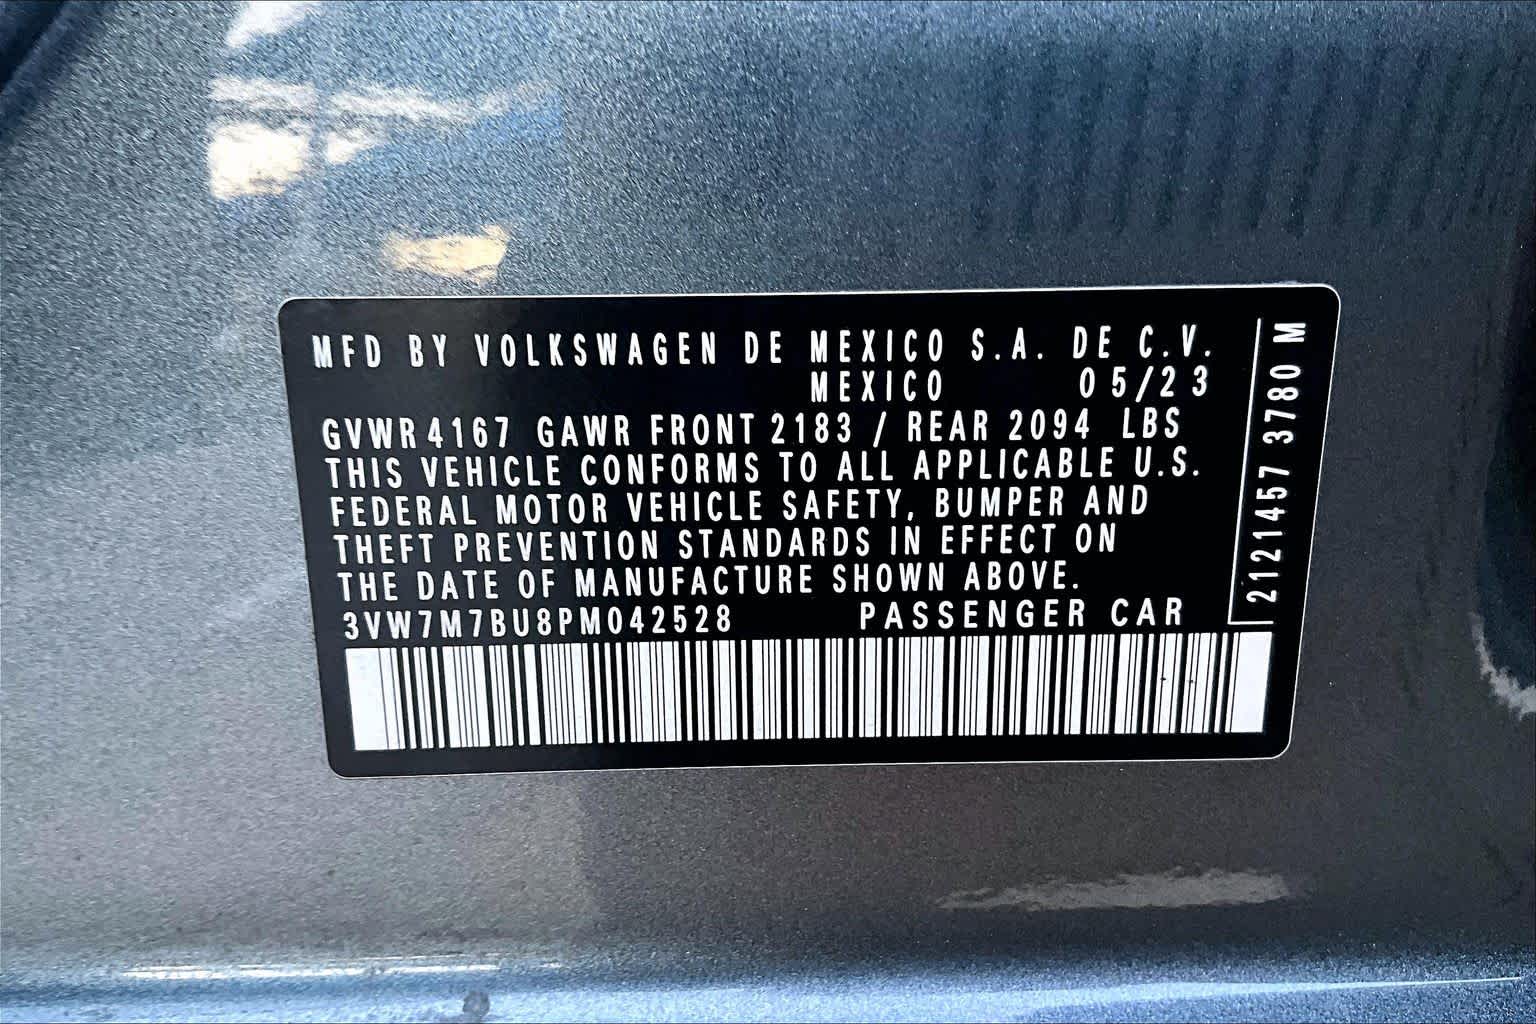 MFD BY VOLKSWAGEN DE MEXICO S.A. DE C.V.
MEXICO 05/23
GVWR 4167 GAWR FRONT 2183 / REAR 2094 LBS
THIS VEHICLE CONFORMS TO ALL APPLICABLE U.S.
FEDERAL MOTOR VEHICLE SAFETY, BUMPER AND
THEFT PREVENTION STANDARDS IN EFFECT ON
THE DATE OF MANUFACTURE SHOWN ABOVE.
3VW7M7BU8PM042528 PASSENGER CAR
2121457 3780 M